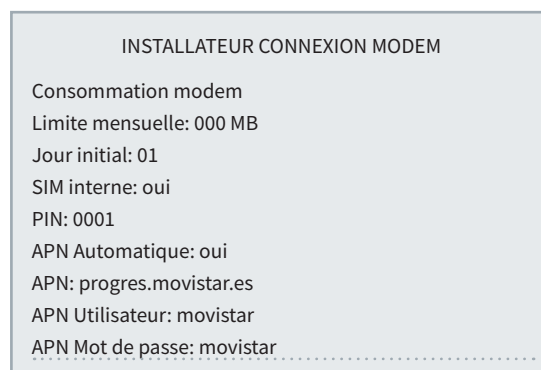 INSTALLATEUR CONNEXION MODEM
Consommation modem
Limite mensuelle: 000 MB
Jour initial: 01
SIM interne: oui
PIN: 0001
APN Automatique: oui
APN: progres.movistar.es
APN Utilisateur: movistar
APN Mot de passe: movistar